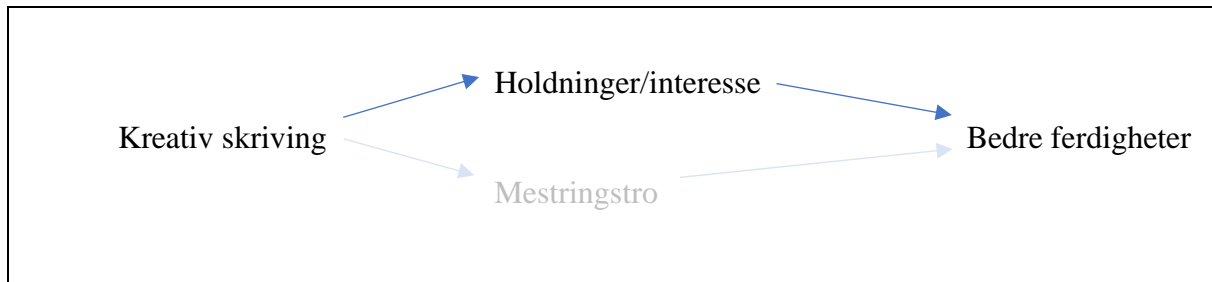 Holdninger/interesse
Kreativ skriving
Bedre ferdigheter
Mestringstro